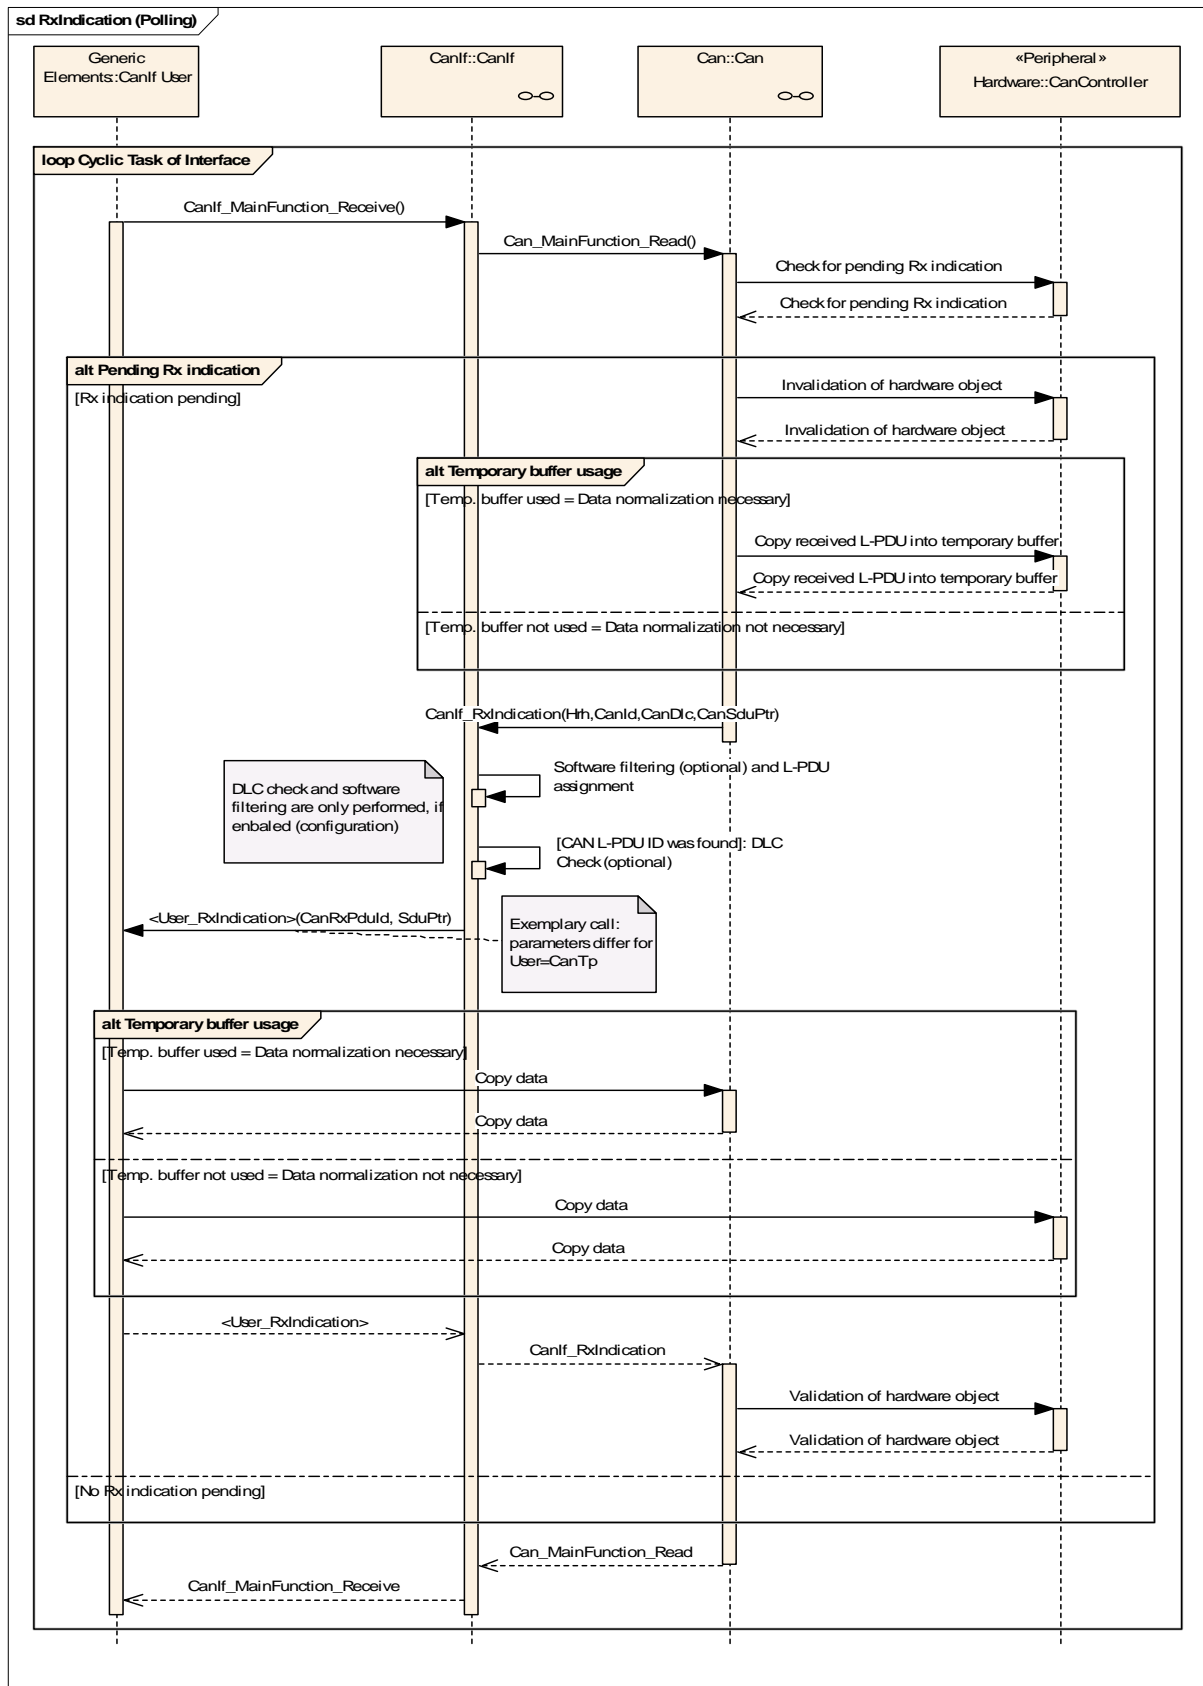 sd RxIndication (Polling)
Generic
Elements::CanIf User
CanIf::CanIf
Can::Can
«Peripheral»
Hardware::CanController
loop Cyclic Task of Interface
CanIf_MainFunction_Receive()
Can_MainFunction_Read()
Check for pending Rx indication
Check for pending Rx indication
alt Pending Rx indication
[Rx indication pending]
Invalidation of hardware object
Invalidation of hardware object
alt Temporary buffer usage
[Temp. buffer used = Data normalization necessary]
Copy received L-PDU into temporary buffer
Copy received L-PDU into temporary buffer
[Temp. buffer not used = Data normalization not necessary]
CanIf_RxIndication(Hrh,CanId,CanDlc,CanSduPtr)
Software filtering (optional) and L-PDU
assignment
DLC check and software
filtering are only performed, if
enbaled (configuration)
[CAN L-PDU ID was found]: DLC
Check (optional)
<User_RxIndication>(CanRxPduId, SduPtr)
Exemplary call:
parameters differ for
User=CanTp
alt Temporary buffer usage
[Temp. buffer used = Data normalization necessary]
Copy data
Copy data
[Temp. buffer not used = Data normalization not necessary]
Copy data
Copy data
<User_RxIndication>
CanIf_RxIndication
Validation of hardware object
Validation of hardware object
[No Rx indication pending]
Can_MainFunction_Read
CanIf_MainFunction_Receive